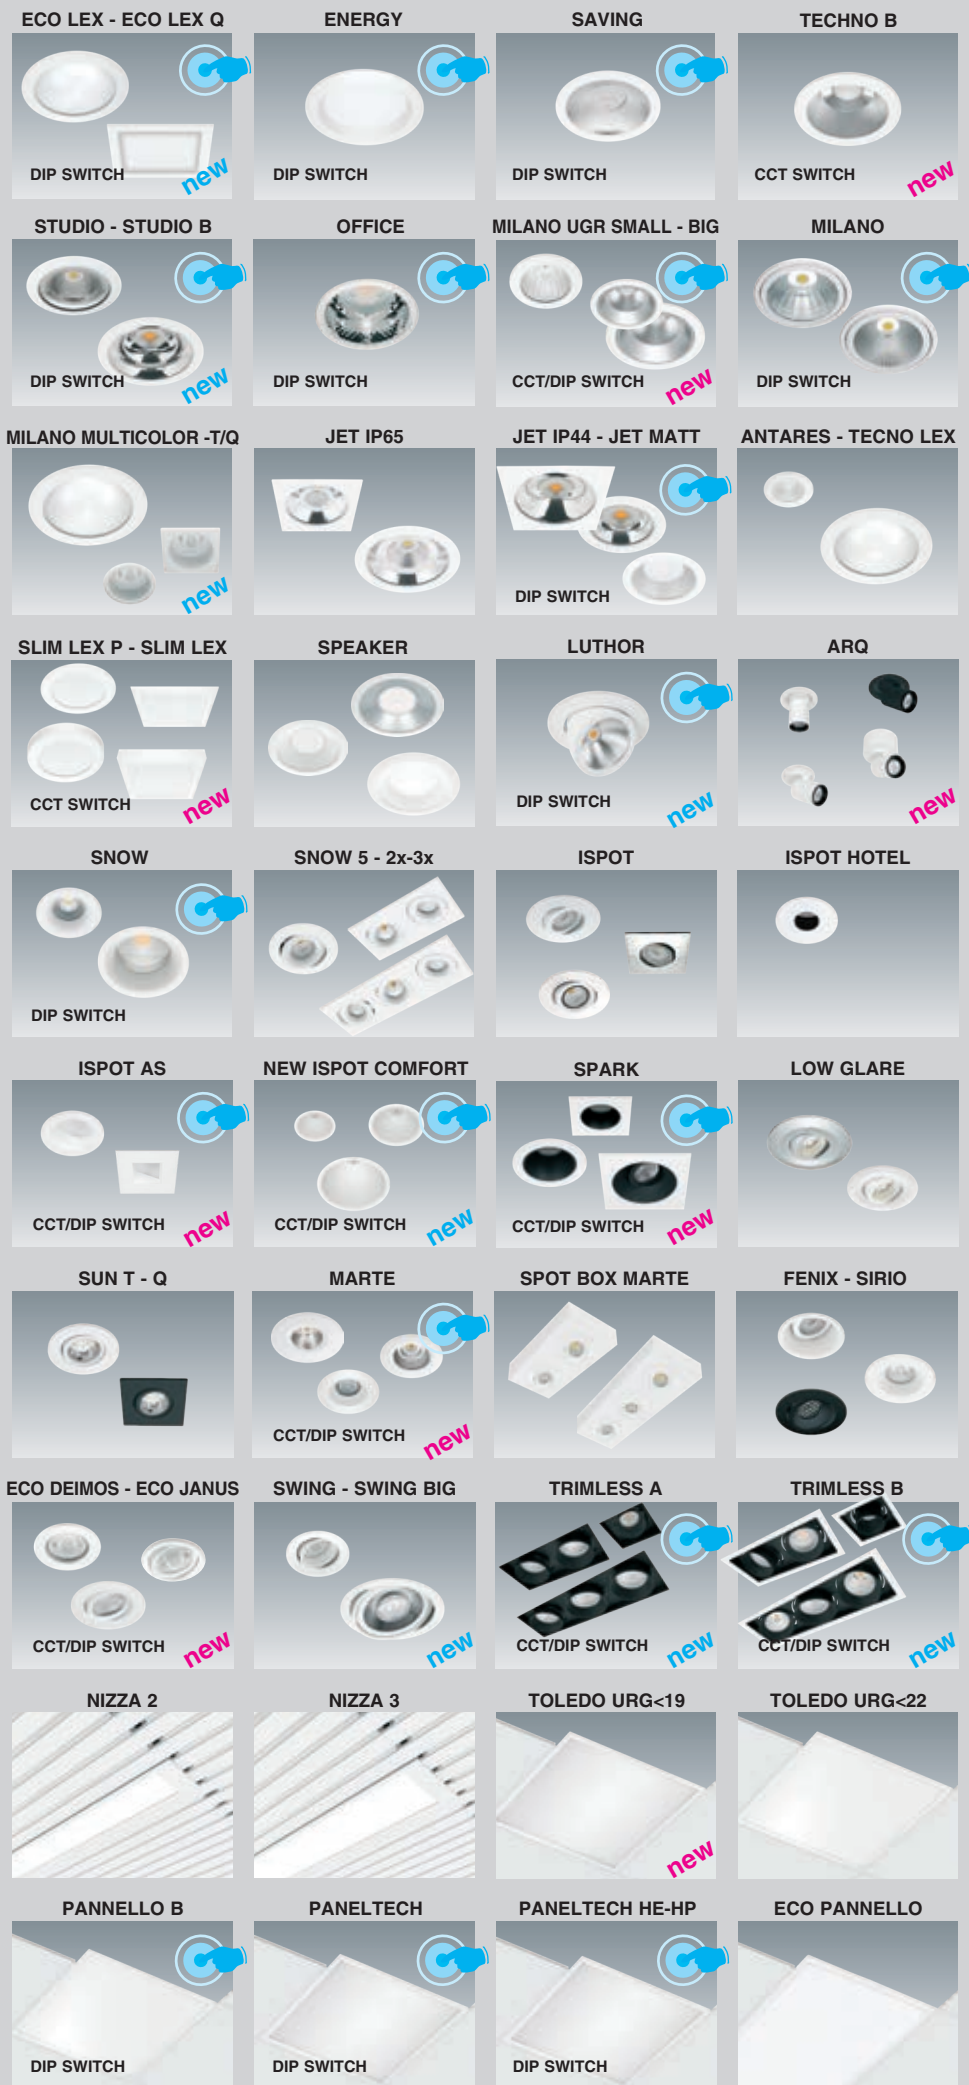 ECO LEX - ECO LEX Q
ENERGY
SAVING
TECHNO B
DIP SWITCH
new
DIP SWITCH
DIP SWITCH
CCT SWITCH
new
STUDIO - STUDIO B
OFFICE
MILANO UGR SMALL - BIG
MILANO
DIP SWITCH
new
DIP SWITCH
CCT/DIP SWITCH
new
DIP SWITCH
MILANO MULTICOLOR -T/Q
JET IP65
JET IP44 - JET MATT
ANTARES - TECNO LEX
new
DIP SWITCH
SLIM LEX P - SLIM LEX
SPEAKER
LUTHOR
ARQ
CCT SWITCH
new
DIP SWITCH
new
new
SNOW
SNOW 5 - 2x-3x
ISPOT
ISPOT HOTEL
DIP SWITCH
ISPOT AS
NEW ISPOT COMFORT
SPARK
LOW GLARE
CCT/DIP SWITCH
new
CCT/DIP SWITCH
new
CCT/DIP SWITCH
new
SUN T - Q
MARTE
SPOT BOX MARTE
FENIX - SIRIO
CCT/DIP SWITCH
new
ECO DEIMOS - ECO JANUS
SWING - SWING BIG
TRIMLESS A
TRIMLESS B
CCT/DIP SWITCH
new
new
CCT/DIP SWITCH
new
CCT/DIP SWITCH
new
NIZZA 2
NIZZA 3
TOLEDO URG<19
TOLEDO URG<22
new
PANNELLO B
PANELTECH
PANELTECH HE-HP
ECO PANNELLO
DIP SWITCH
DIP SWITCH
DIP SWITCH